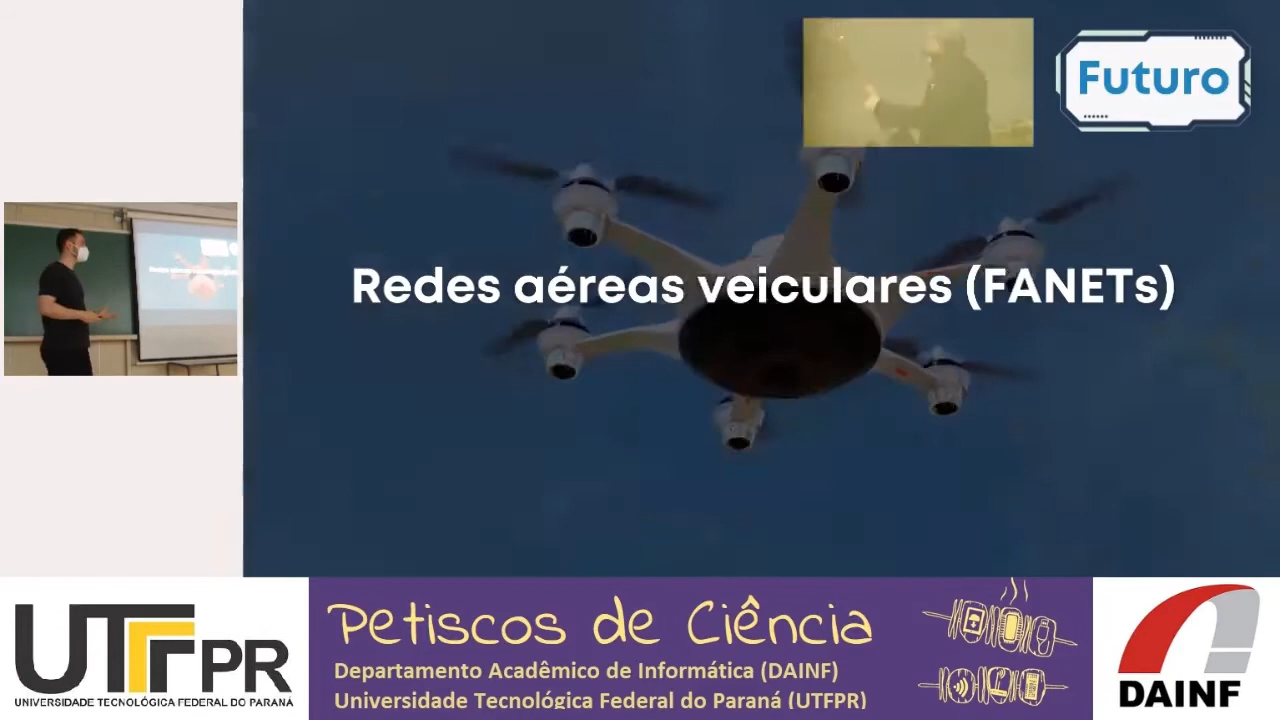 Futuro
Redes aéreas veiculares (FANETs)
UTFPR
UNIVERSIDADE TECNOLÓGICA FEDERAL DO PARANÁ
Petiscos de Ciência
Departamento Acadêmico de Informática (DAINF)
Universidade Tecnológica Federal do Paraná (UTFPR)
DAINF